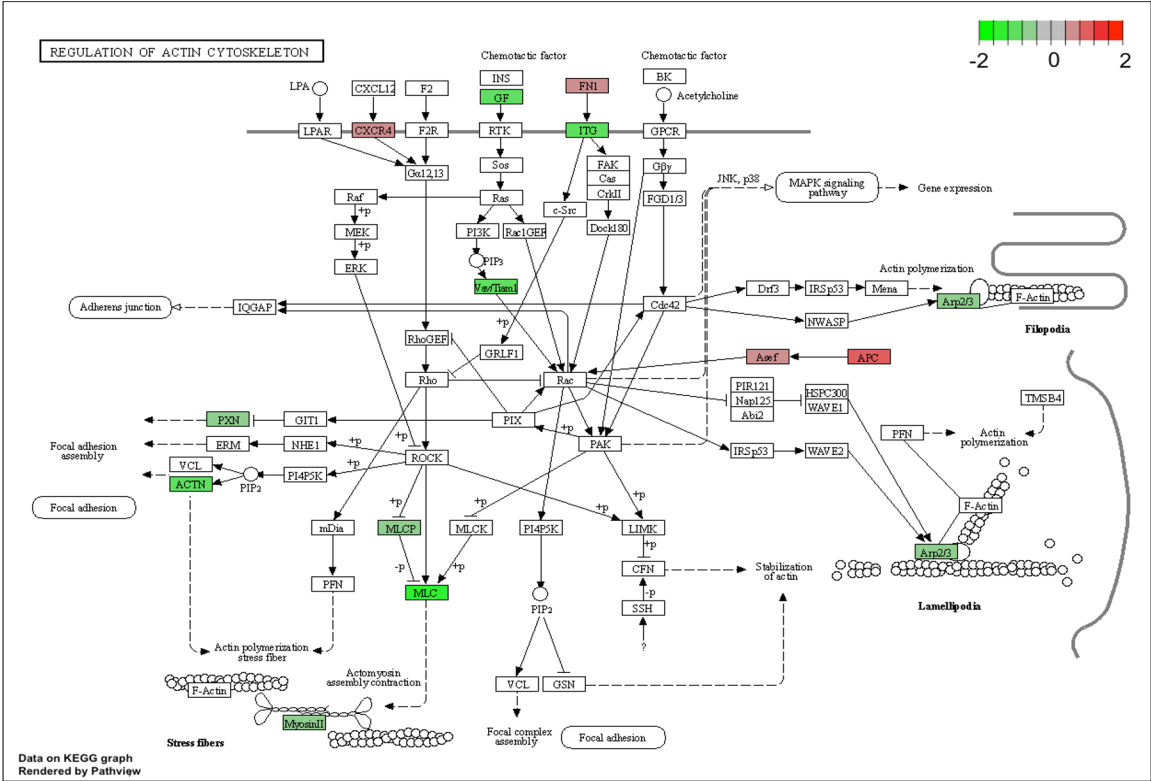 REGULATION OF ACTIN CYTOSKELETON
-2 0 2
Chemotactic factor
Chemotactic factor
LPA
CXCL12
F2
INS
GF
FN1
BK
Acetylcholine
LPAR
CXCR4
F2R
RTK
ITG
GPCR
Gα12,13
Sos
FAK
Cas
CrkII
Gβγ
JNK, p38
MAPK signaling
pathway
Gene expression
Raf
Ras
FGD1/3
+p
c-Src
MEK
PI3K
Rac1GEF
Dock180
+p
ERK
PIP3
Vav/Tiam1
Actin polymerization
Drf3
IRSp53
Mena
Arp2/3
F-Actin
Adherens junction
IQGAP
Cdc42
NWASP
Filopodia
+p
RhoGEF
GRLF1
Asef
APC
Rho
Rac
PIR121
Nap125
Abi2
HSPC300
WAVE1
TMSB4
PXN
GIT1
PIX
PFN
Actin
polymerization
Focal adhesion
assembly
ERM
NHE1
+p
+p
+p
PAK
IRSp53
WAVE2
ROCK
VCL
ACTN
PIP2
PI4P5K
+p
Focal adhesion
+p
+p
+p
+p
F-Actin
mDia
MLCP
MLCK
PI4P5K
LIMK
+p
Arp2/3
-p
+p
CFN
Stabilization
of actin
PFN
MLC
-p
PIP2
SSH
Lamellipodia
?
Actin polymerization
stress fiber
Actomyosin
assembly contraction
F-Actin
VCL
GSN
MyosinII
Stress fibers
Focal complex
assembly
Focal adhesion
Data on KEGG graph
Rendered by Pathview